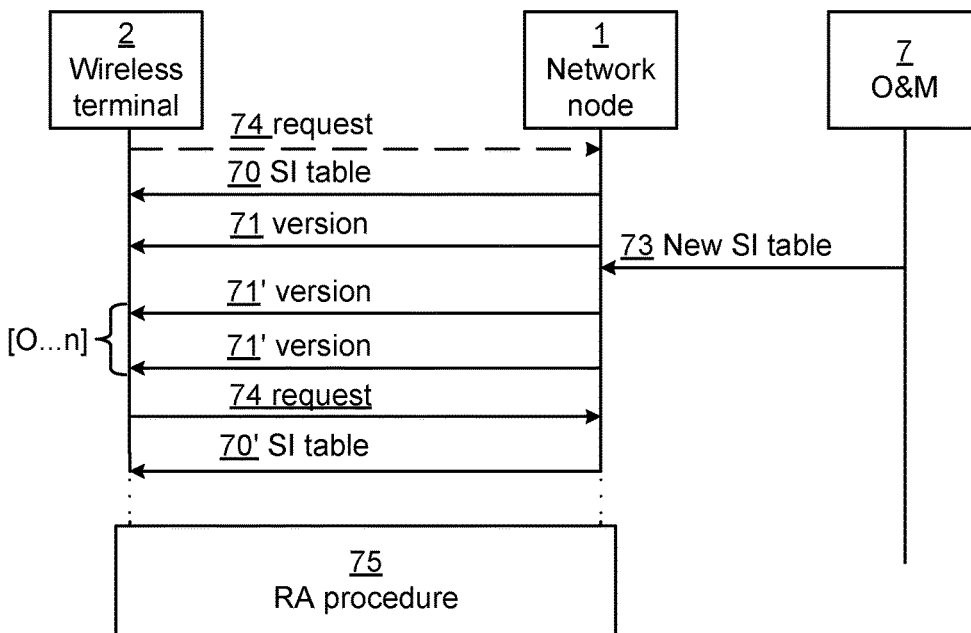 2
Wireless
terminal
1
Network
node
7
O&M
74 request
70 SI table
71 version
73 New SI table
71' version
[O...n]
71' version
74 request
70' SI table
75
RA procedure